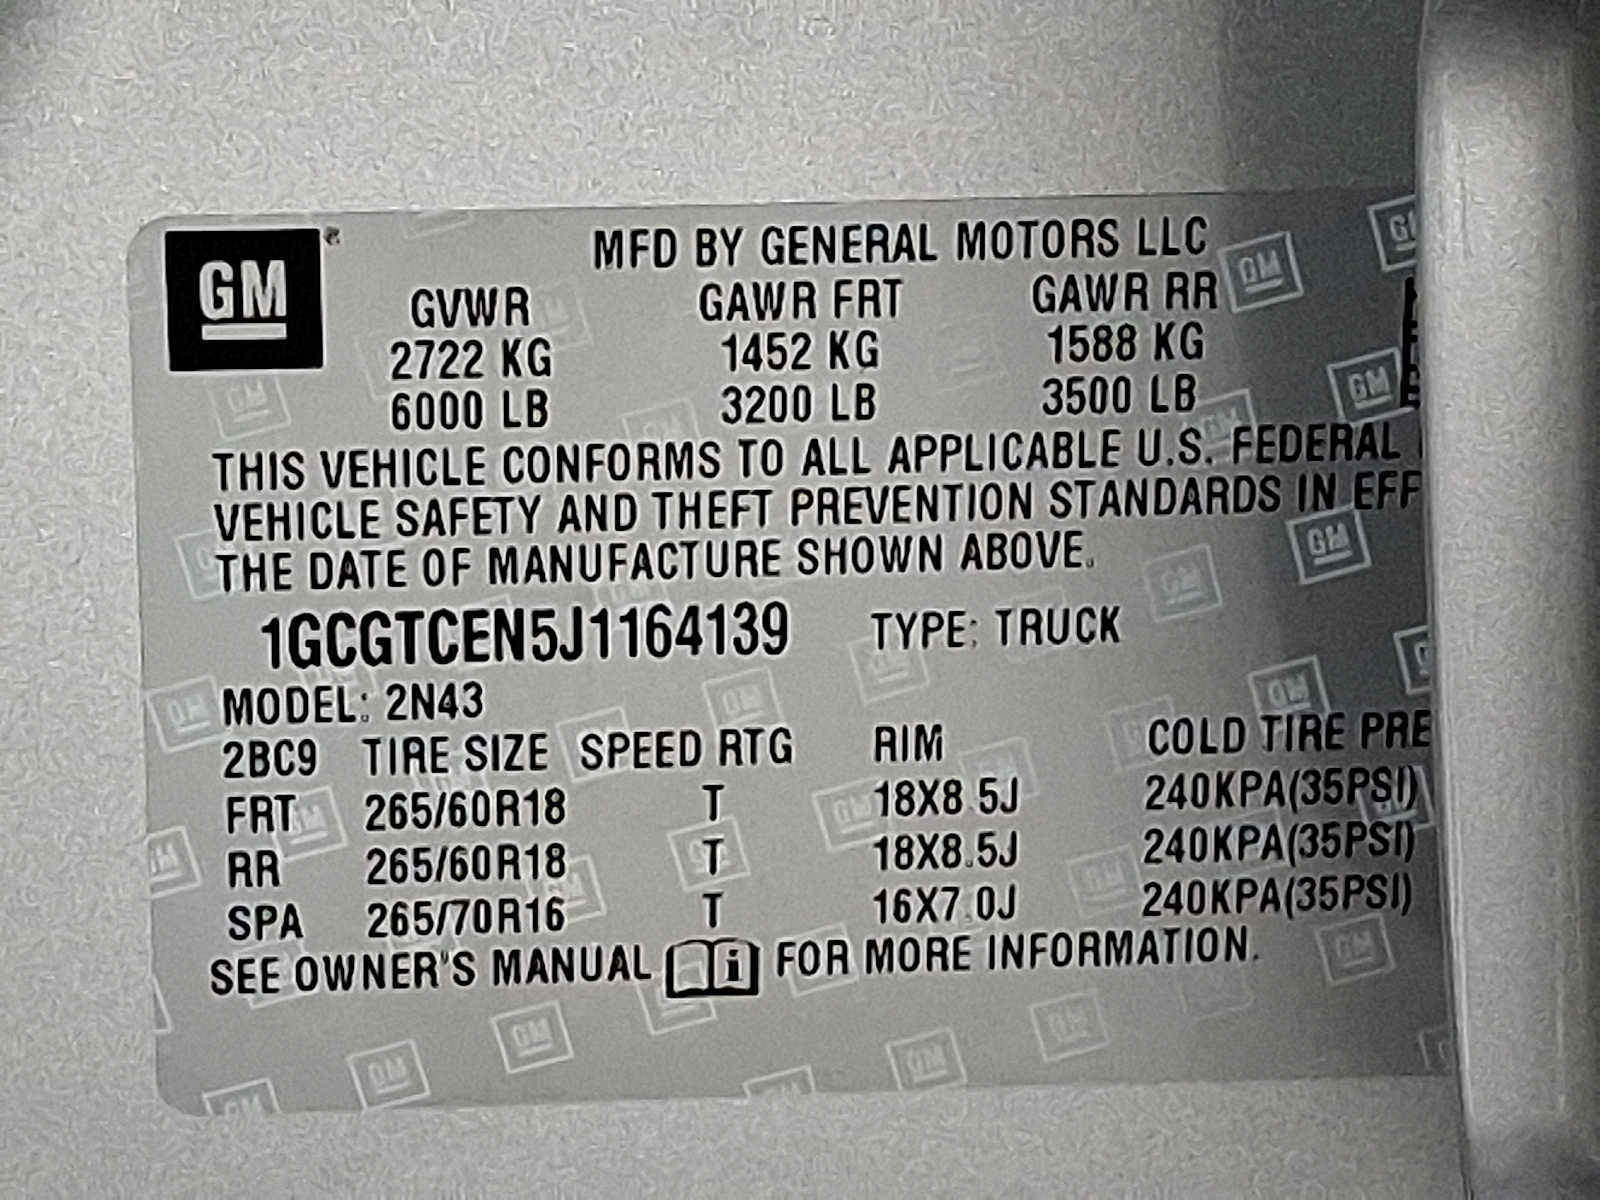 GM
MFD BY GENERAL MOTORS LLC
GVWR GAWR FRT GAWR RR
2722 KG 1452 KG 1588 KG
6000 LB 3200 LB 3500 LB
THIS VEHICLE CONFORMS TO ALL APPLICABLE U.S. FEDERAL
VEHICLE SAFETY AND THEFT PREVENTION STANDARDS IN EFF
THE DATE OF MANUFACTURE SHOWN ABOVE.
1GCGTCEN5J1164139 TYPE: TRUCK
MODEL: 2N43
2BC9 TIRE SIZE SPEED RTG RIM COLD TIRE PRE
FRT 265/60R18 T 18X8.5J 240KPA(35PSI)
RR 265/60R18 T 18X8.5J 240KPA(35PSI)
SPA 265/70R16 T 16X7.0J 240KPA(35PSI)
SEE OWNER'S MANUAL i FOR MORE INFORMATION.